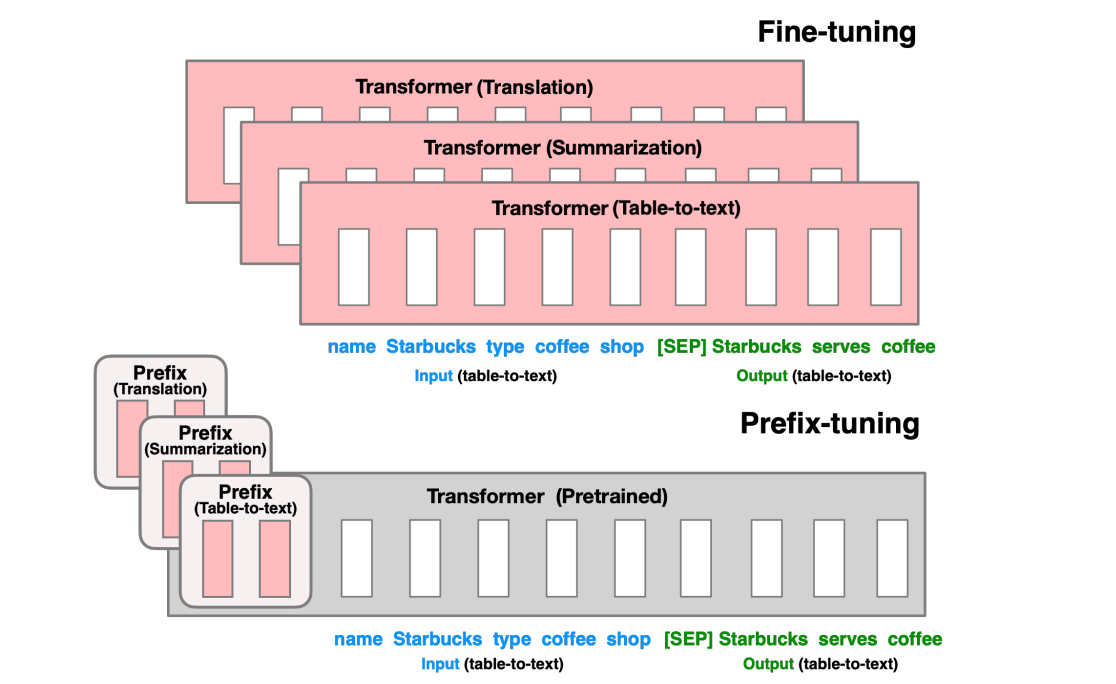 Fine-tuning
Transformer (Translation)
Transformer (Summarization)
Transformer (Table-to-text)
name Starbucks type coffee shop [SEP] Starbucks serves coffee
Input (table-to-text) Output (table-to-text)
Prefix-tuning
Prefix
(Translation)
Prefix
(Summarization)
Prefix
(Table-to-text)
Transformer (Pretrained)
name Starbucks type coffee shop [SEP] Starbucks serves coffee
Input (table-to-text) Output (table-to-text)